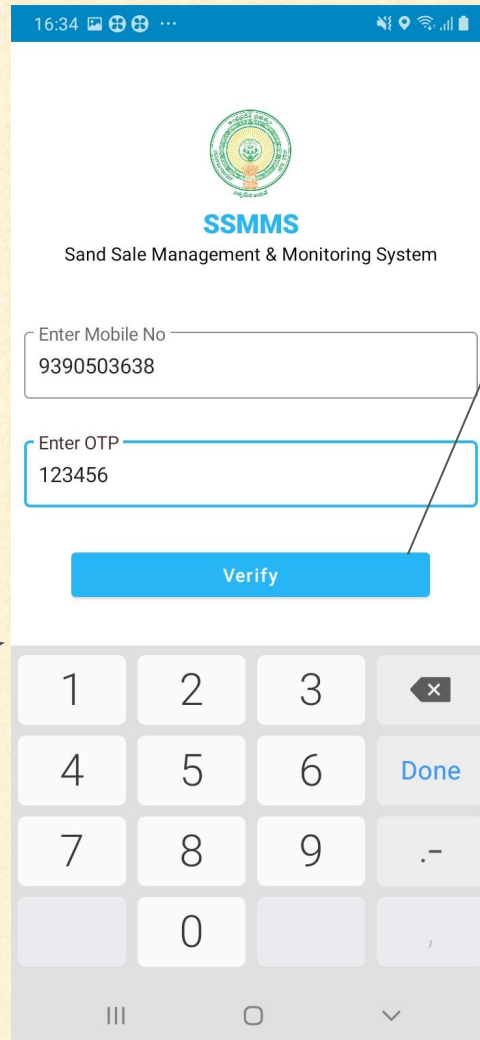 16:34
SSMMS
Sand Sale Management & Monitoring System
Enter Mobile No
9390503638
Enter OTP
123456
Verify
1 2 3
4 5 6 Done
7 8 9 .-
0 ,